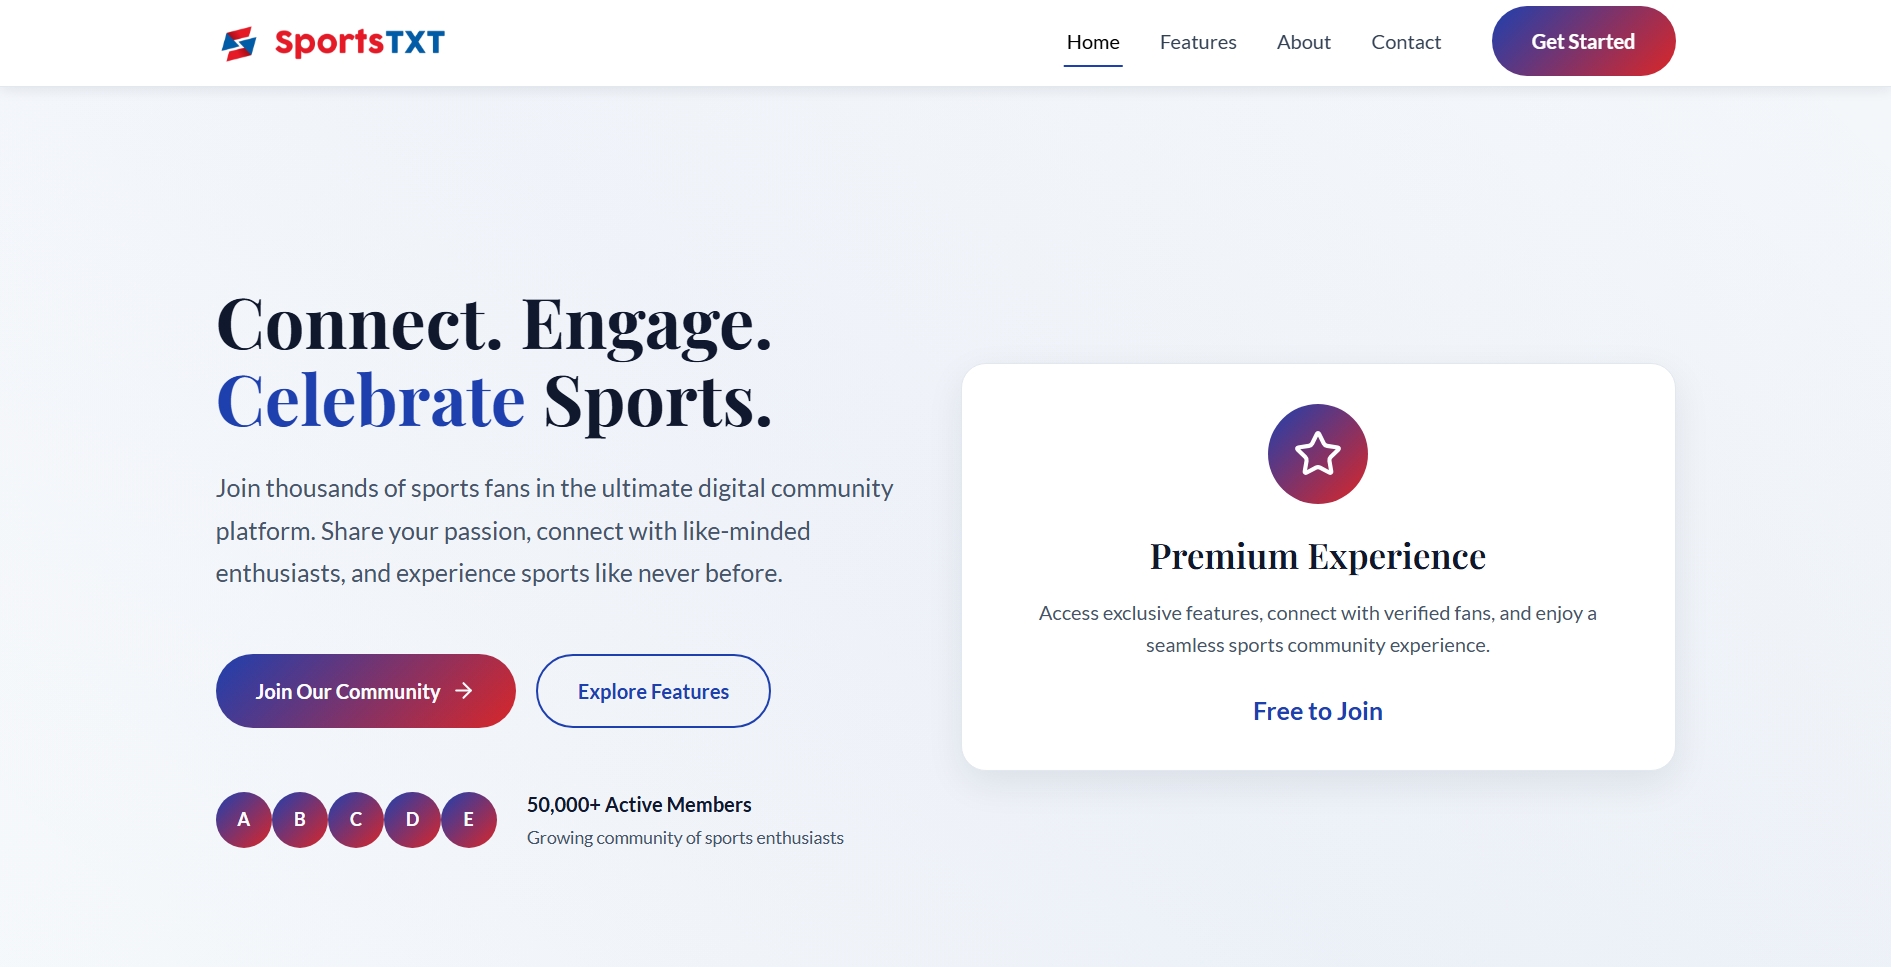 SportsTXT
Home
Features
About
Contact
Get Started
Connect. Engage.
Celebrate Sports.
Join thousands of sports fans in the ultimate digital community
platform. Share your passion, connect with like-minded
enthusiasts, and experience sports like never before.
Join Our Community
Explore Features
A
B
C
D
E
50,000+ Active Members
Growing community of sports enthusiasts
Premium Experience
Access exclusive features, connect with verified fans, and enjoy a
seamless sports community experience.
Free to Join